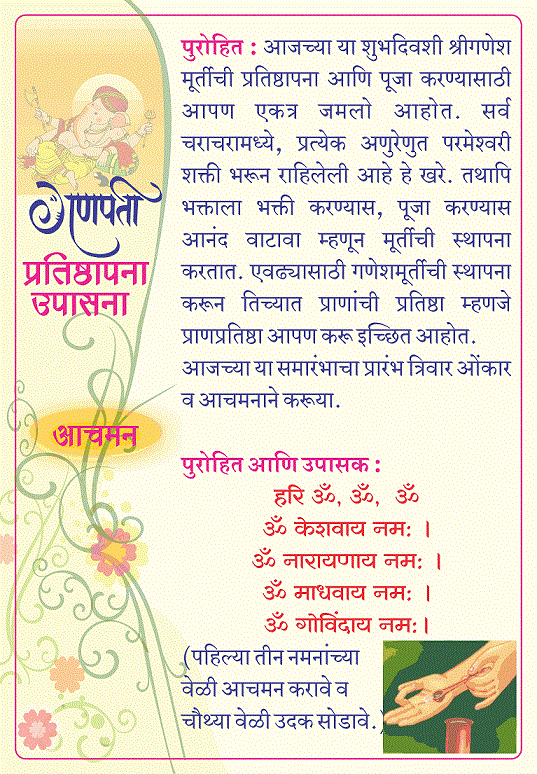 गणपती
प्रतिष्ठापना
उपासना
पुरोहित : आजच्या या शुभदिवशी श्रीगणेश
मूर्तीची प्रतिष्ठापना आणि पूजा करण्यासाठी
आपण एकत्र जमलो आहोत. सर्व
चराचरामध्ये, प्रत्येक अणुरेणुत परमेश्वरी
शक्ती भरून राहिलेली आहे हे खरे. तथापि
भक्ताला भक्ती करण्यास, पूजा करण्यास
आनंद वाटावा म्हणून मूर्तीची स्थापना
करतात. एवढ्यासाठी गणेशमूर्तीची स्थापना
करून तिच्यात प्राणांची प्रतिष्ठा म्हणजे
प्राणप्रतिष्ठा आपण करू इच्छित आहोत.
आजच्या या समारंभाचा प्रारंभ त्रिवार ओंकार
व आचमनाने करूया.
आचमन
पुरोहित आणि उपासक :
हरि ॐ, ॐ, ॐ
ॐ केशवाय नमः ।
ॐ नारायणाय नमः ।
ॐ माधवाय नमः ।
ॐ गोविंदाय नमः।
(पहिल्या तीन नमनांच्या
वेळी आचमन करावे व
चौथ्या वेळी उदक सोडावे.)